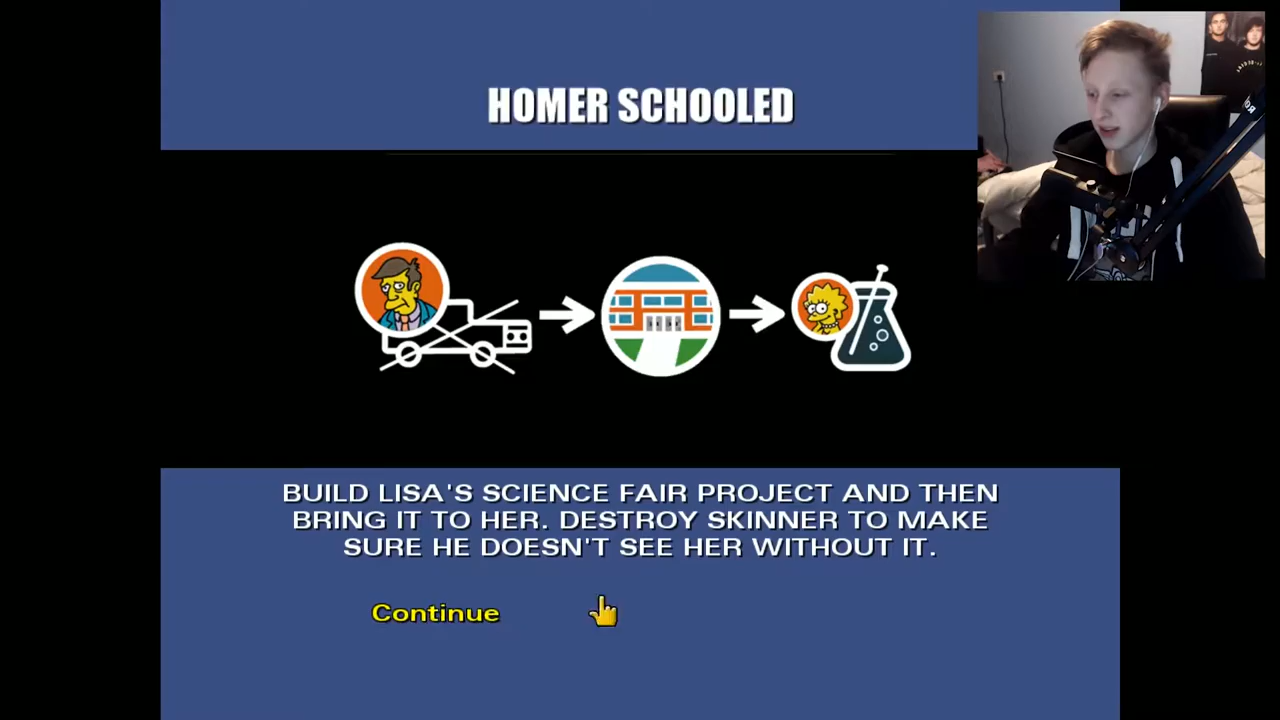 HOMER SCHOOLED
BUILD LISA'S SCIENCE FAIR PROJECT AND THEN
BRING IT TO HER. DESTROY SKINNER TO MAKE
SURE HE DOESN'T SEE HER WITHOUT IT.
Continue